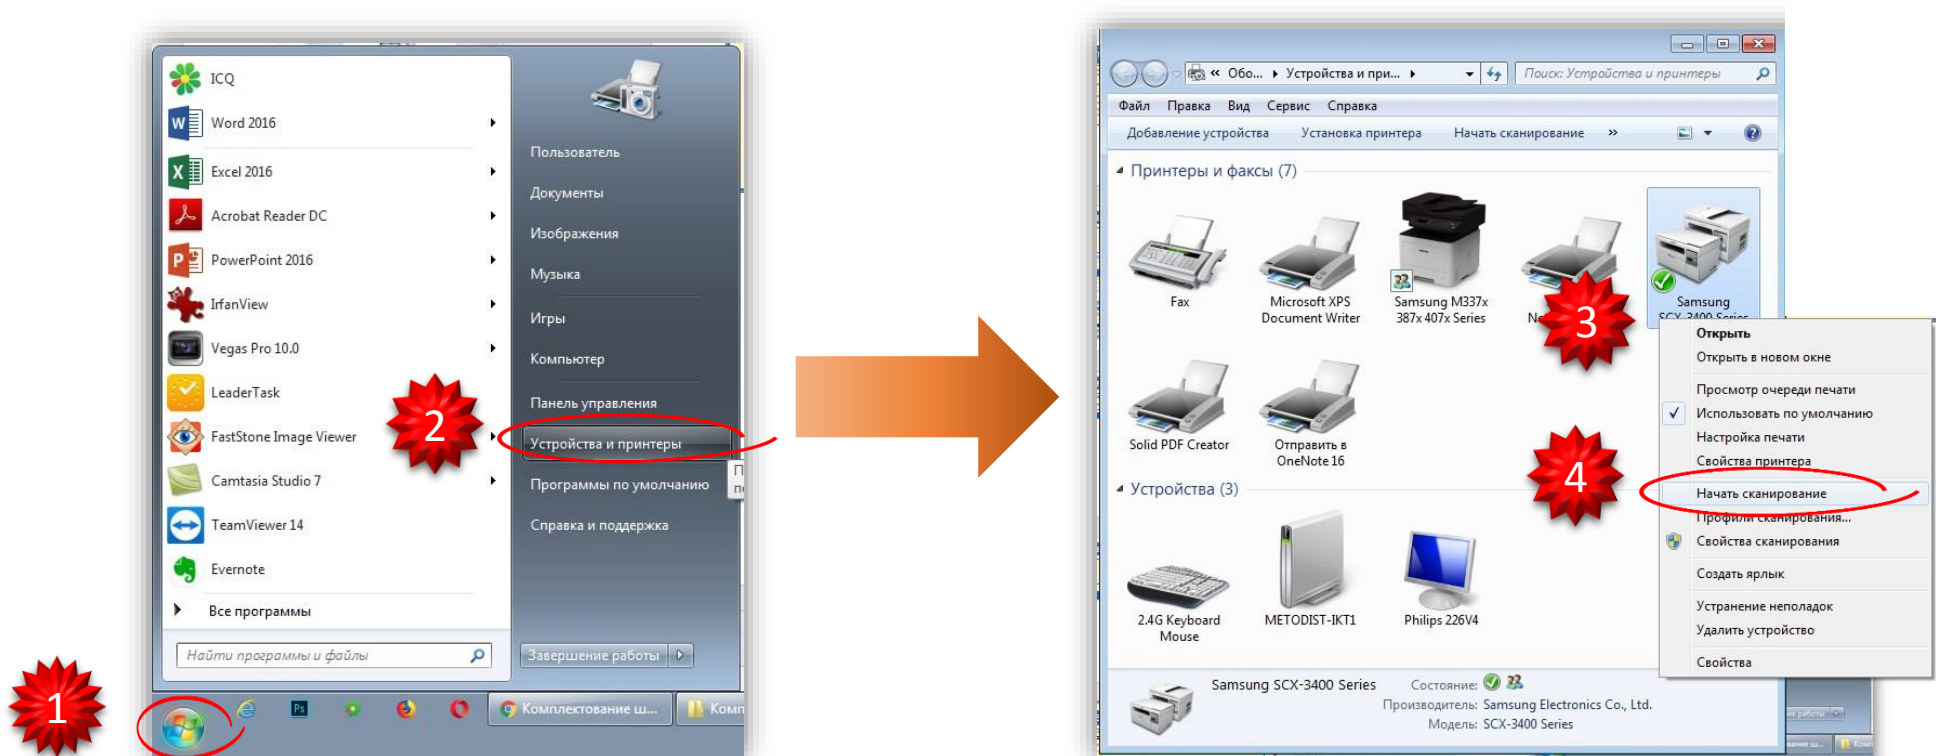 ICQ
Word 2016
Excel 2016
Acrobat Reader DC
PowerPoint 2016
IrfanView
Vegas Pro 10.0
LeaderTask
FastStone Image Viewer
Camtasia Studio 7
TeamViewer 14
Evernote
Все программы
Найти программы и файлы
Пользователь
Документы
Изображения
Музыка
Игры
Компьютер
Панель управления
2
Устройства и принтеры
Программы по умолчанию
Справка и поддержка
Завершение работы
1
Ps
Комплектование ш...
Комп
« Обо... Устройства и при...
Поиск: Устройства и принтеры
Файл Правка Вид Сервис Справка
Добавление устройства Установка принтера Начать сканирование »
Принтеры и факсы (7)
Fax
Microsoft XPS
Document Writer
Samsung M337x
387x 407x Series
3
Samsung
SCX-3400 Series
Solid PDF Creator
Отправить в
OneNote 16
Устройства (3)
2.4G Keyboard
Mouse
METODIST-IKT1
Philips 226V4
Открыть
Открыть в новом окне
Просмотр очереди печати
Использовать по умолчанию
Настройка печати
Свойства принтера
4
Начать сканирование
Профили сканирования...
Свойства сканирования
Создать ярлык
Устранение неполадок
Удалить устройство
Свойства
Samsung SCX-3400 Series
Состояние:
Производитель: Samsung Electronics Co., Ltd.
Модель: SCX-3400 Series